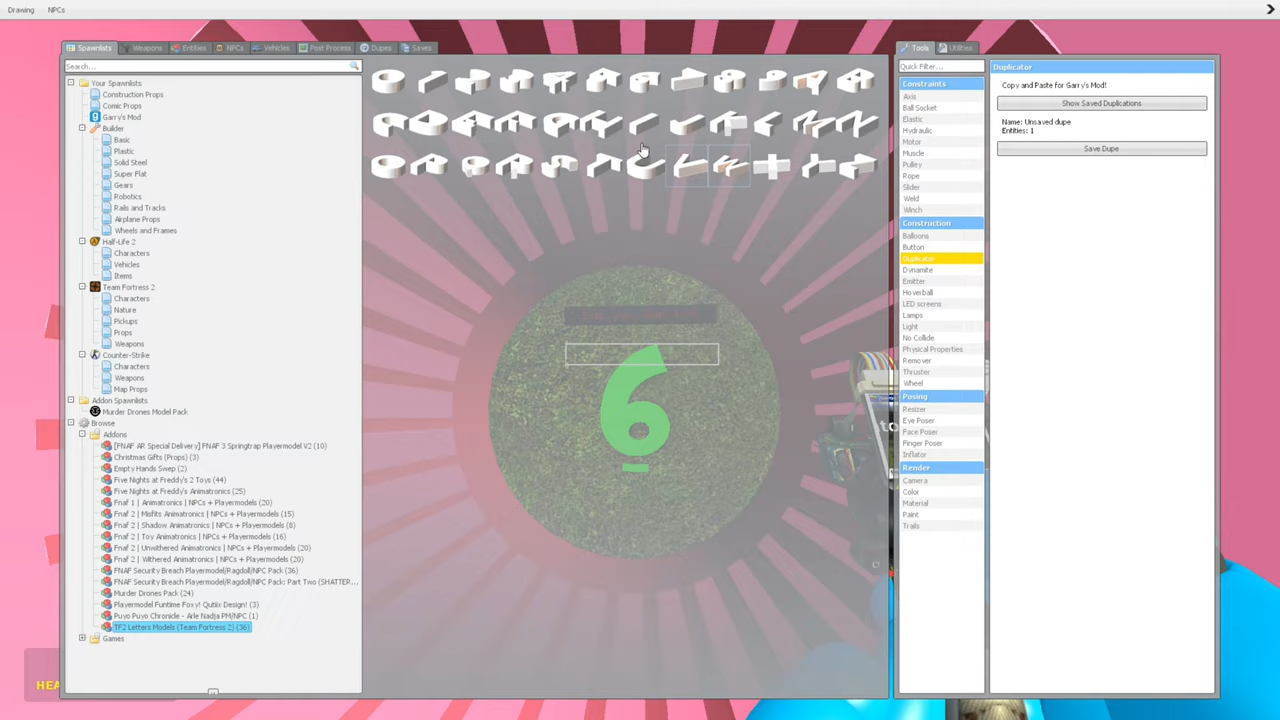 Drawing NPCs
Spawnlists Weapons Entities NPCs Vehicles Post Process Dupes Saves
Search...
Your Spawnlists
Construction Props
Comic Props
Garry's Mod
Builder
Basic
Plastic
Solid Steel
Super Flat
Gears
Robotics
Rails and Tracks
Airplane Props
Wheels and Frames
Half-Life 2
Characters
Vehicles
Items
Team Fortress 2
Characters
Nature
Pickups
Props
Weapons
Counter-Strike
Characters
Weapons
Map Props
Addon Spawnlists
Murder Drones Model Pack
Browse
Addons
[FNAF AR Special Delivery] FNAF 3 Springtrap Playermodel V2 (10)
Christmas Gifts (Props) (3)
Empty Hands Swep (2)
Five Nights at Freddy's 2 Toys (44)
Five Nights at Freddy's Animatronics (25)
Fnaf 1 | Animatronics | NPCs + Playermodels (20)
Fnaf 2 | Misfits Animatronics | NPCs + Playermodels (15)
Fnaf 2 | Shadow Animatronics | NPCs + Playermodels (8)
Fnaf 2 | Toy Animatronics | NPCs + Playermodels (16)
Fnaf 2 | Unwithered Animatronics | NPCs + Playermodels (20)
Fnaf 2 | Withered Animatronics | NPCs + Playermodels (20)
FNAF Security Breach Playermodel/Ragdoll/NPC Pack (36)
FNAF Security Breach Playermodel/Ragdoll/NPC Pack: Part Two (SHATTER...
Murder Drones Pack (24)
Playermodel Funtime Foxy! Qutiix Design! (3)
Puyo Puyo Chronicle - Arle Nadja PM/NPC (1)
TF2 Letters Models (Team Fortress 2) (36)
Games
HEA
6
to
Tools Utilities
Quick Filter...
Constraints
Axis
Ball Socket
Elastic
Hydraulic
Motor
Muscle
Pulley
Rope
Slider
Weld
Winch
Construction
Balloons
Button
Duplicator
Dynamite
Emitter
Hoverball
LED screens
Lamps
Light
No Collide
Physical Properties
Remover
Thruster
Wheel
Posing
Resizer
Eye Poser
Face Poser
Finger Poser
Inflator
Render
Camera
Color
Material
Paint
Trails
Duplicator
Copy and Paste for Garry's Mod!
Show Saved Duplications
Name: Unsaved dupe
Entities: 1
Save Dupe